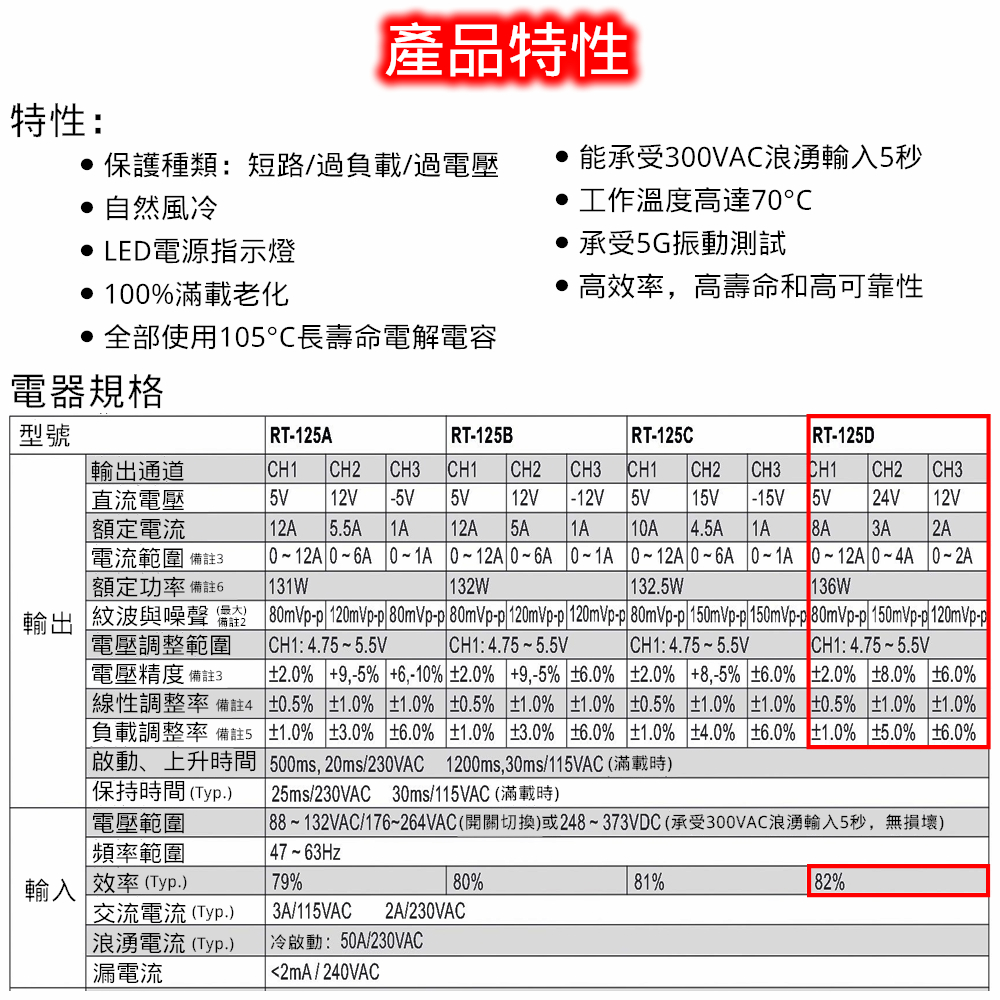 產品特性
特性：
● 保護種類：短路/過負載/過電壓
● 自然風冷
● LED電源指示燈
● 100%滿載老化
● 全部使用105°C長壽命電解電容
● 能承受300VAC浪湧輸入5秒
● 工作溫度高達70°C
● 承受5G振動測試
● 高效率，高壽命和高可靠性
電器規格
型號 RT-125A RT-125B RT-125C RT-125D
輸出
輸出通道 CH1 CH2 CH3 CH1 CH2 CH3 CH1 CH2 CH3 CH1 CH2 CH3
直流電壓 5V 12V -5V 5V 12V -12V 5V 15V -15V 5V 24V 12V
額定電流 12A 5.5A 1A 12A 5A 1A 10A 4.5A 1A 8A 3A 2A
電流範圍 備註3 0 ~ 12A 0 ~ 6A 0 ~ 1A 0 ~ 12A 0 ~ 6A 0 ~ 1A 0 ~ 12A 0 ~ 6A 0 ~ 1A 0 ~ 12A 0 ~ 4A 0 ~ 2A
額定功率 備註6 131W 132W 132.5W 136W
紋波與噪聲 (最大) 備註2 80mVp-p 120mVp-p 80mVp-p 80mVp-p 120mVp-p 120mVp-p 80mVp-p 150mVp-p 150mVp-p 80mVp-p 150mVp-p 120mVp-p
電壓調整範圍 CH1: 4.75 ~ 5.5V CH1: 4.75 ~ 5.5V CH1: 4.75 ~ 5.5V CH1: 4.75 ~ 5.5V
電壓精度 備註3 ±2.0% +9,-5% +6,-10% ±2.0% +9,-5% ±6.0% ±2.0% +8,-5% ±6.0% ±2.0% ±8.0% ±6.0%
線性調整率 備註4 ±0.5% ±1.0% ±1.0% ±0.5% ±1.0% ±1.0% ±0.5% ±1.0% ±1.0% ±0.5% ±1.0% ±1.0%
負載調整率 備註5 ±1.0% ±3.0% ±6.0% ±1.0% ±3.0% ±6.0% ±1.0% ±4.0% ±6.0% ±1.0% ±5.0% ±6.0%
啟動、上升時間 500ms, 20ms/230VAC 1200ms,30ms/115VAC (滿載時)
保持時間 (Typ.) 25ms/230VAC 30ms/115VAC (滿載時)
輸入
電壓範圍 88 ~ 132VAC/176~264VAC(開關切換)或248 ~ 373VDC (承受300VAC浪湧輸入5秒，無損壞)
頻率範圍 47 ~ 63Hz
效率 (Typ.) 79% 80% 81% 82%
交流電流 (Typ.) 3A/115VAC 2A/230VAC
浪湧電流 (Typ.) 冷啟動：50A/230VAC
漏電流 <2mA / 240VAC